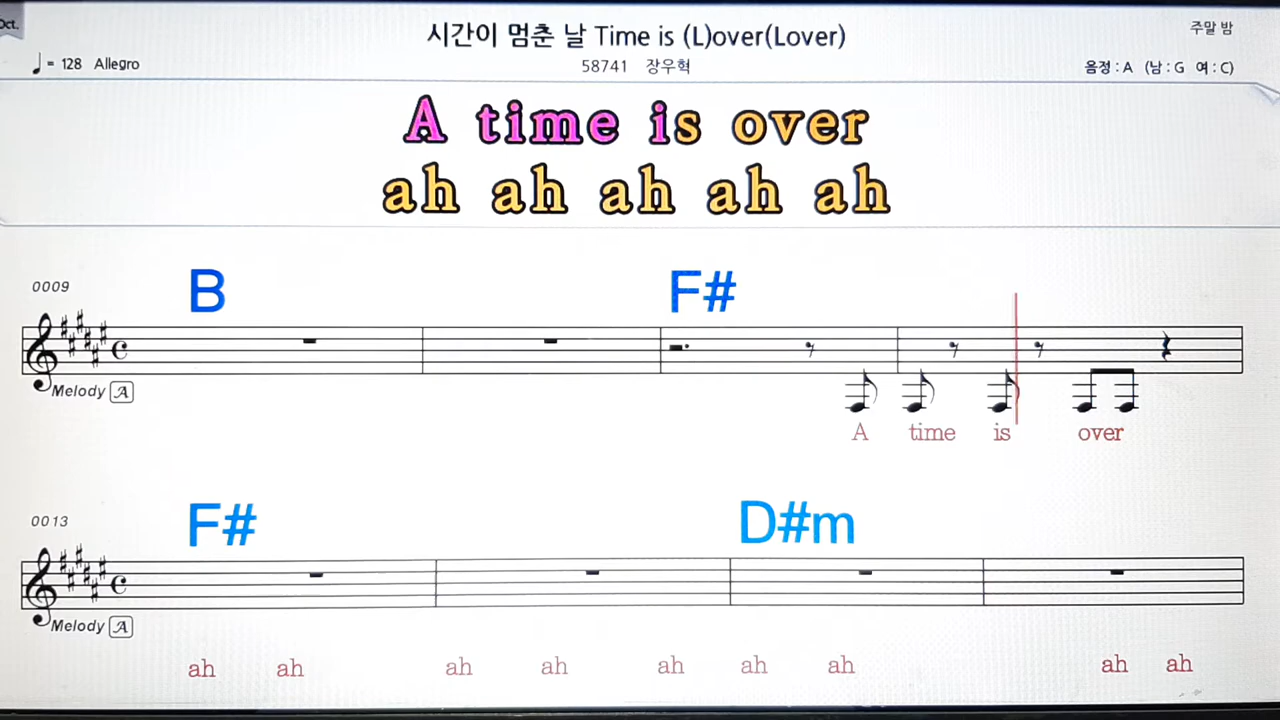 Oct.
시간이 멈춘 날 Time is (L)over(Lover)
주말 밤
♩ = 128 Allegro
58741 장우혁
음정 : A (남 : G 여 : C)
A time is over
ah ah ah ah ah
0009
B F#
Melody A
A time is over
0013
F# D#m
Melody A
ah ah ah ah ah ah ah ah ah